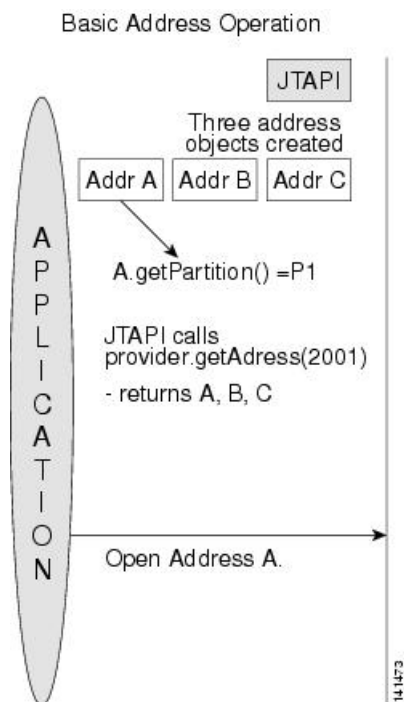 Basic Address Operation
JTAPI
Three address
objects created
Addr A Addr B Addr C
A.getPartition() =P1
JTAPI calls
provider.getAdress(2001)
- returns A, B, C
APPLICATION
Open Address A.
141473